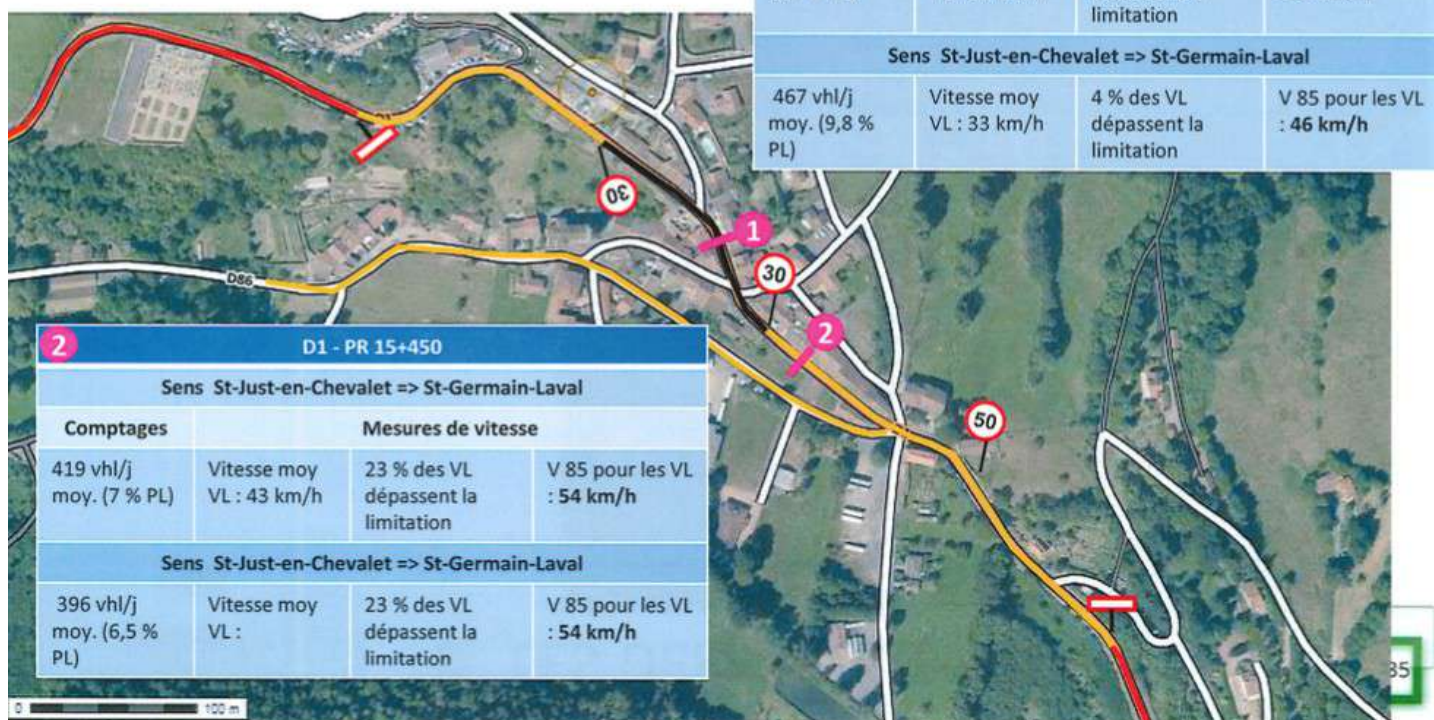 limitation
Sens St-Just-en-Chevalet => St-Germain-Laval
467 vhl/j
moy. (9,8 %
PL)
Vitesse moy
VL : 33 km/h
4 % des VL
dépassent la
limitation
V 85 pour les VL
: 46 km/h
30
1
30
D86
2
50
2
D1 - PR 15+450
Sens St-Just-en-Chevalet => St-Germain-Laval
Comptages
Mesures de vitesse
419 vhl/j
moy. (7 % PL)
Vitesse moy
VL : 43 km/h
23 % des VL
dépassent la
limitation
V 85 pour les VL
: 54 km/h
Sens St-Just-en-Chevalet => St-Germain-Laval
396 vhl/j
moy. (6,5 %
PL)
Vitesse moy
VL :
23 % des VL
dépassent la
limitation
V 85 pour les VL
: 54 km/h
35
0 100 m